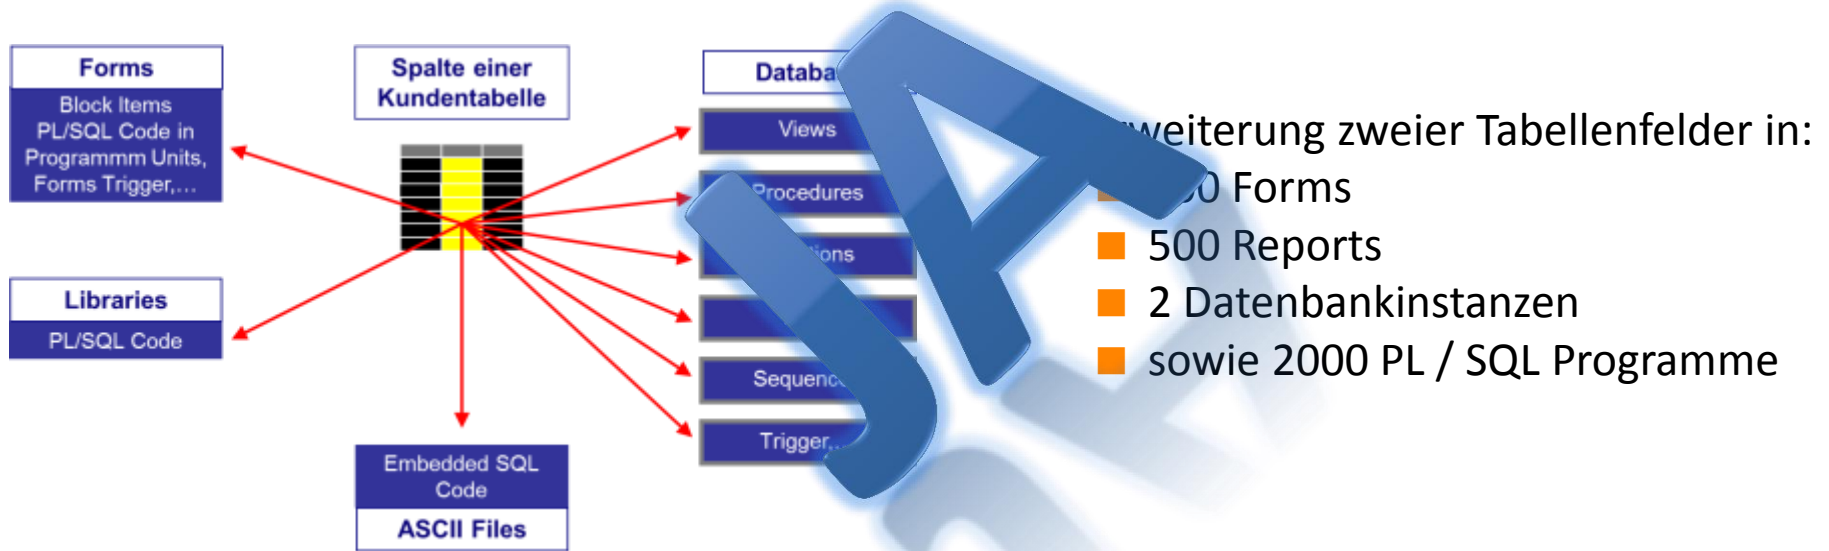 Forms
Block Items
PL/SQL Code in
Programmm Units,
Forms Trigger,...
Libraries
PL/SQL Code
Spalte einer
Kundentabelle
Embedded SQL
Code
ASCII Files
Views
Procedures
Trigger,...
JA
zweier Tabellenfelder in:
Forms
500 Reports
2 Datenbankinstanzen
sowie 2000 PL / SQL Programme